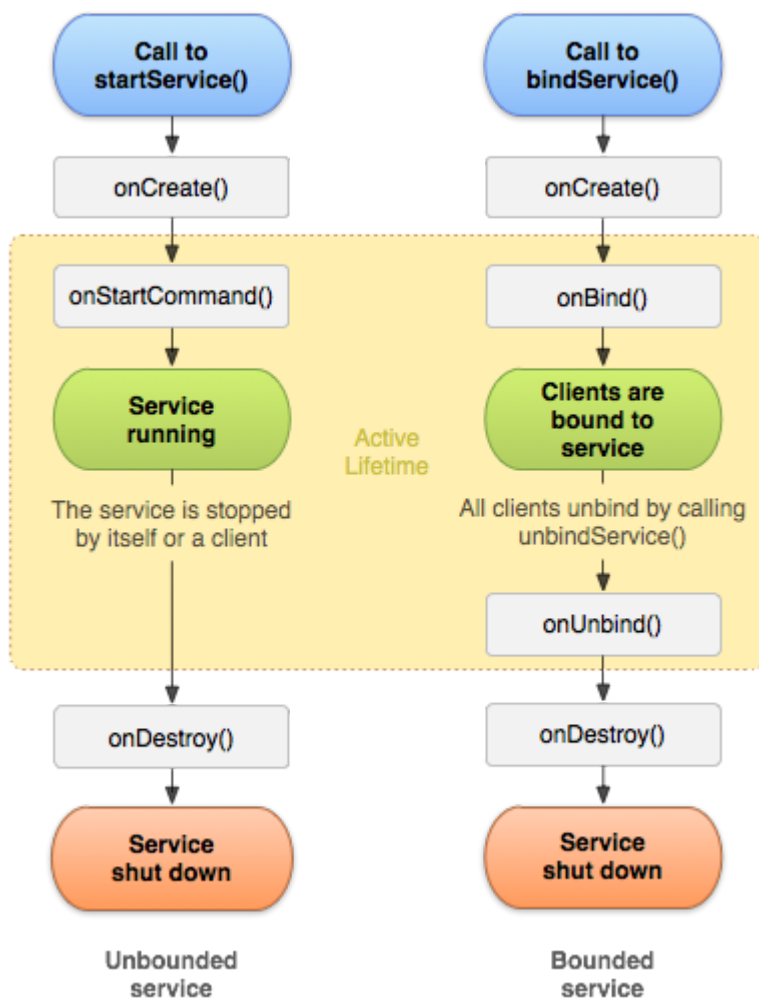 Call to
startService()
onCreate()
onStartCommand()
Service
running
The service is stopped
by itself or a client
onDestroy()
Service
shut down
Unbounded
service
Active
Lifetime
Call to
bindService()
onCreate()
onBind()
Clients are
bound to
service
All clients unbind by calling
unbindService()
onUnbind()
onDestroy()
Service
shut down
Bounded
service